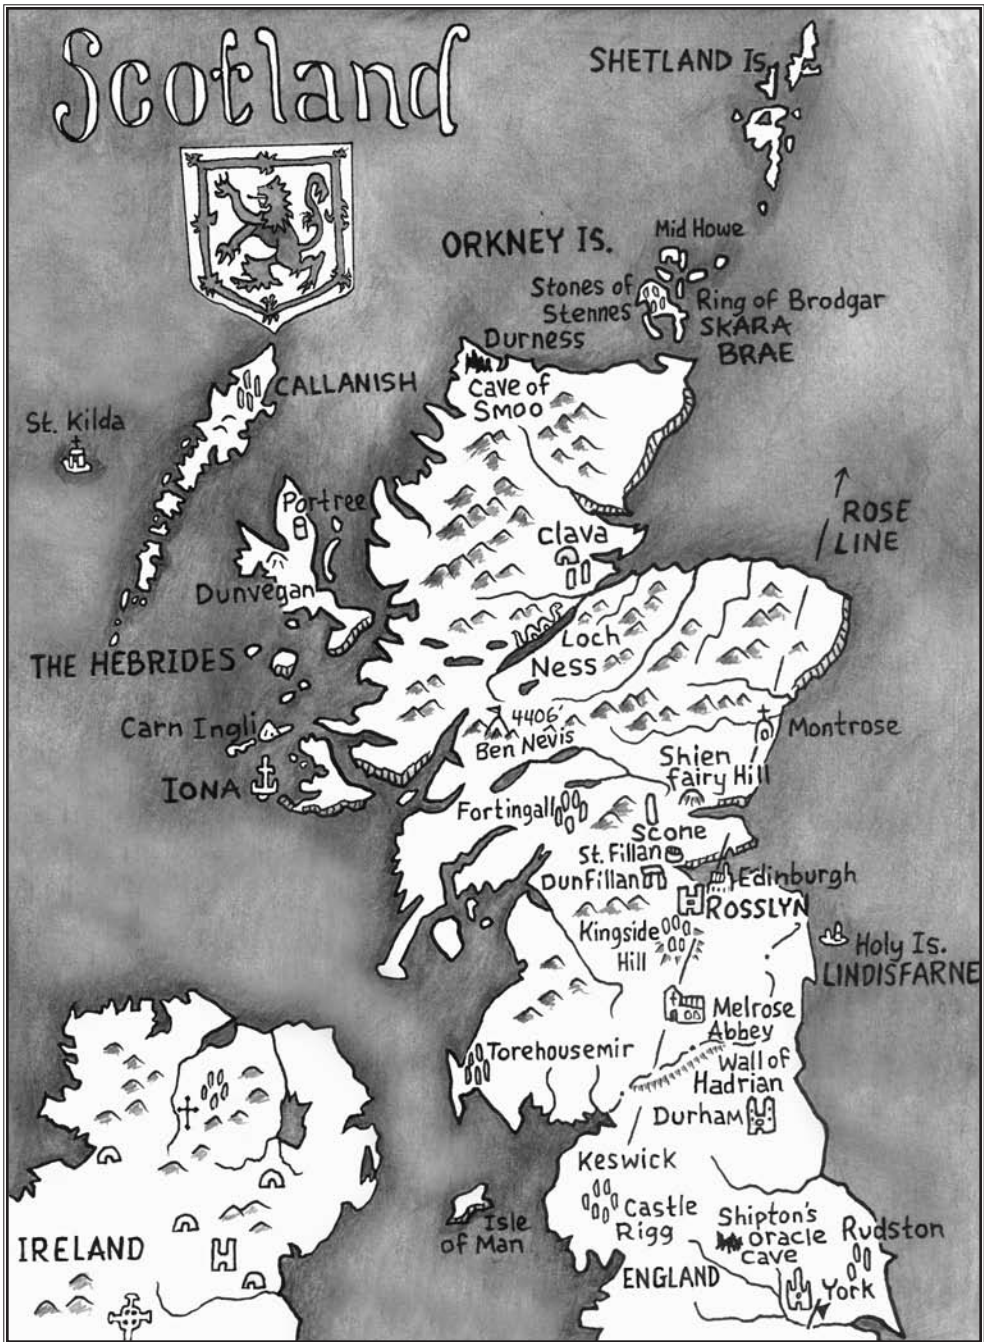 Scotland
SHETLAND Is.
Mid Howe
ORKNEY IS.
Stones of
Stennes
Ring of Brodgar
SKARA
BRAE
Durness
Cave of
Smoo
CALLANISH
St. Kilda
Portree
ROSE
LINE
Clava
Dunvegan
Loch
Ness
THE HEBRIDES
4406'
Ben Nevis
Carn Ingli
Montrose
Shien
fairy Hill
IONA
Fortingall
Scone
St. Fillan
DunFillan
Edinburgh
ROSSLYN
Kingside
Hill
Holy Is.
LINDISFARNE
Melrose
Abbey
Torehousemir
Wall of
Hadrian
Durham
Keswick
Castle
Rigg
Shipton's
oracle
cave
Rudston
Isle
of Man
IRELAND
ENGLAND
York